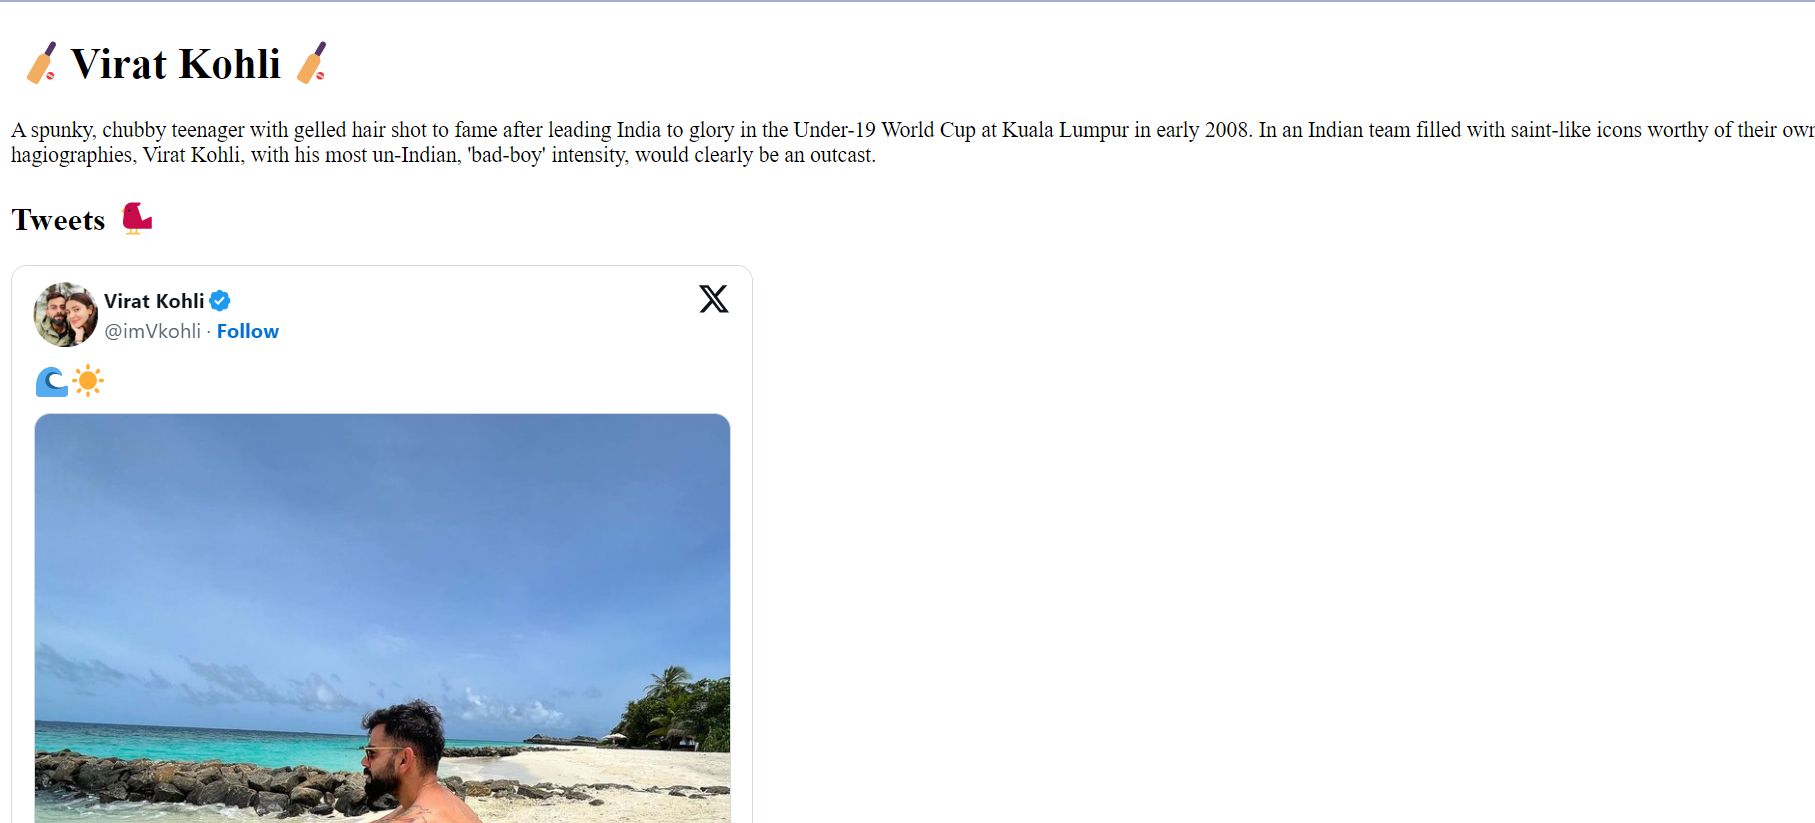 Virat Kohli
A spunky, chubby teenager with gelled hair shot to fame after leading India to glory in the Under-19 World Cup at Kuala Lumpur in early 2008. In an Indian team filled with saint-like icons worthy of their own
hagiographies, Virat Kohli, with his most un-Indian, 'bad-boy' intensity, would clearly be an outcast.
Tweets
Virat Kohli
@imVkohli · Follow